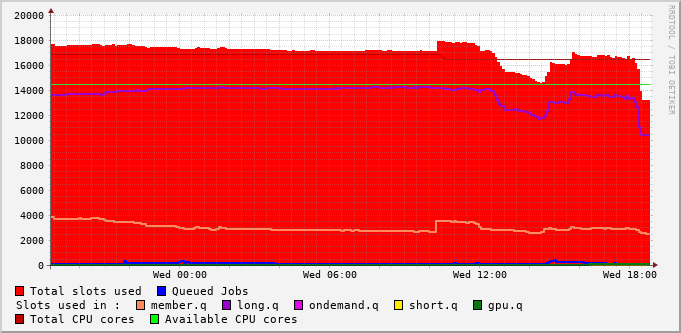 20000
18000
16000
14000
12000
10000
8000
6000
4000
2000
0
Wed 00:00 Wed 06:00 Wed 12:00 Wed 18:00
Total slots used Queued Jobs
Slots used in : member.q long.q ondemand.q short.q gpu.q
Total CPU cores Available CPU cores
RRDTOOL / TOBI OETIKER